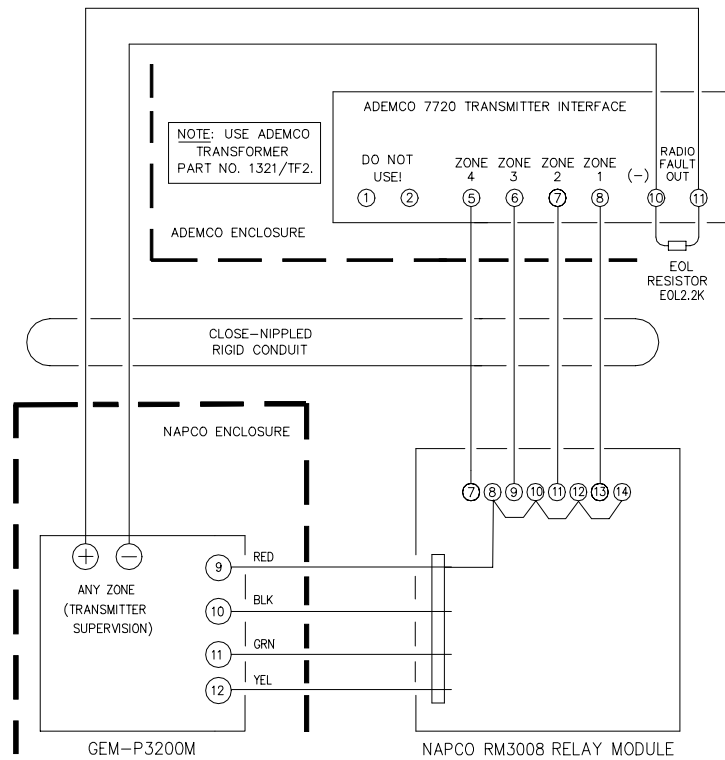 ADEMCO 7720 TRANSMITTER INTERFACE
NOTE: USE ADEMCO
TRANSFORMER
PART NO. 1321/TF2.
DO NOT
USE!
ZONE
4
ZONE
3
ZONE
2
ZONE
1
(-)
RADIO
FAULT
OUT
1
2
5
6
7
8
10
11
ADEMCO ENCLOSURE
EOL
RESISTOR
EOL2.2K
CLOSE-NIPPLED
RIGID CONDUIT
NAPCO ENCLOSURE
7
8
9
10
11
12
13
14
+
−
ANY ZONE
(TRANSMITTER
SUPERVISION)
9
RED
10
BLK
11
GRN
12
YEL
GEM-P3200M
NAPCO RM3008 RELAY MODULE